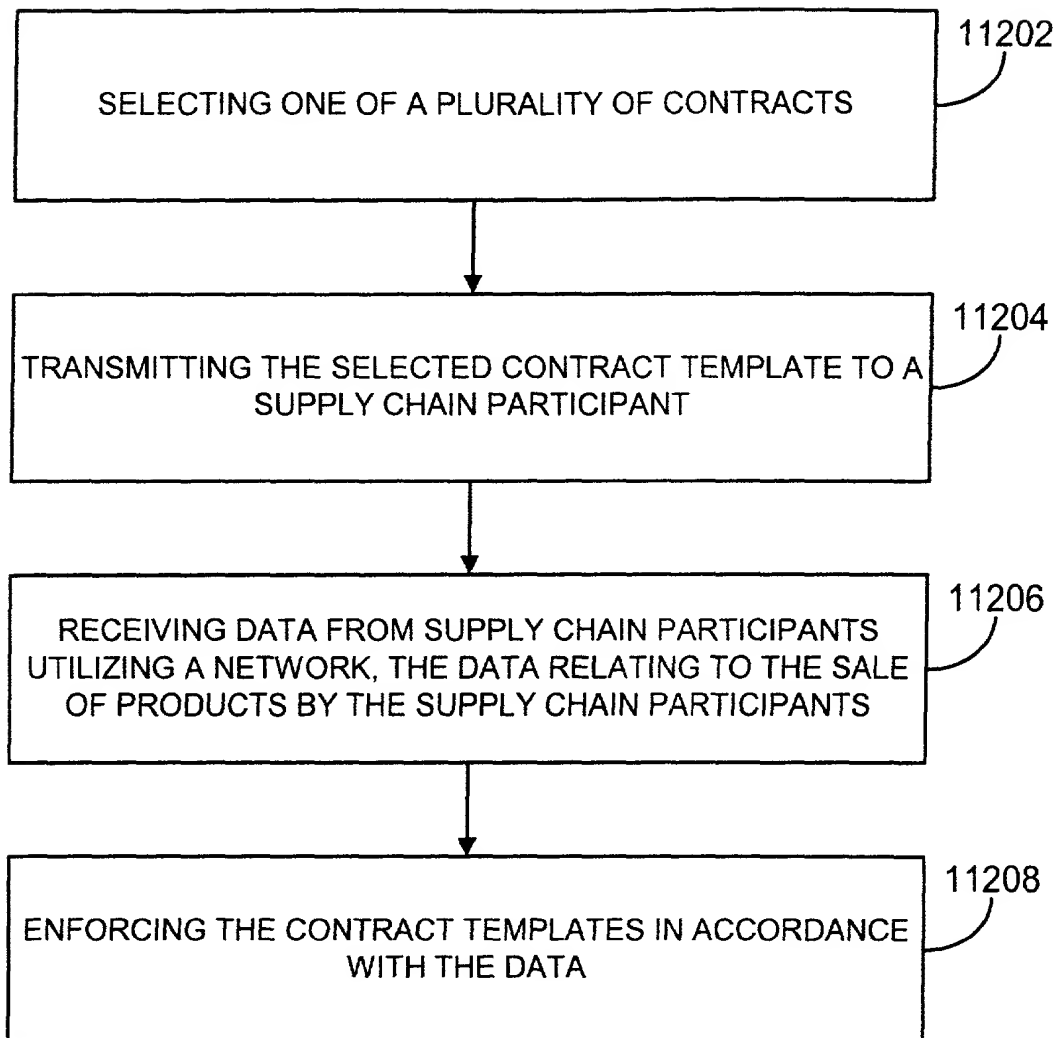 11202
SELECTING ONE OF A PLURALITY OF CONTRACTS
11204
TRANSMITTING THE SELECTED CONTRACT TEMPLATE TO A
SUPPLY CHAIN PARTICIPANT
11206
RECEIVING DATA FROM SUPPLY CHAIN PARTICIPANTS
UTILIZING A NETWORK, THE DATA RELATING TO THE SALE
OF PRODUCTS BY THE SUPPLY CHAIN PARTICIPANTS
11208
ENFORCING THE CONTRACT TEMPLATES IN ACCORDANCE
WITH THE DATA